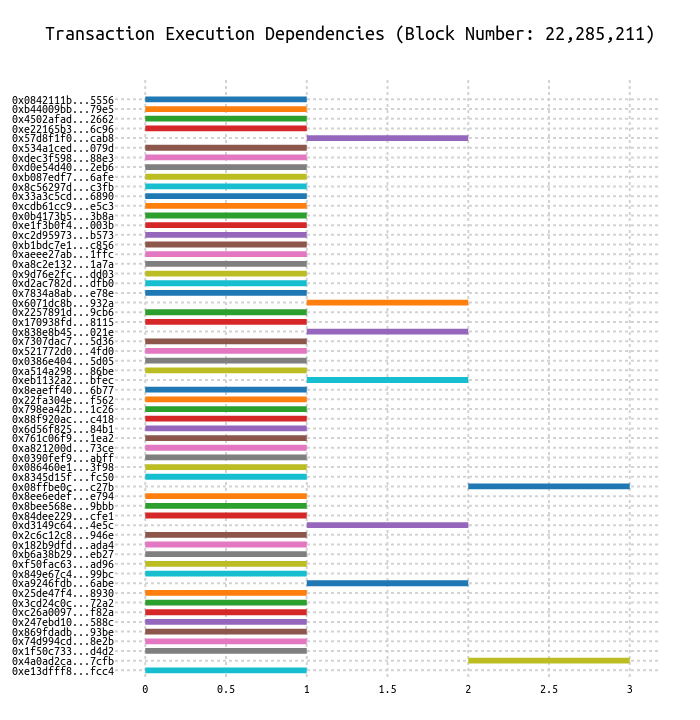 Transaction Execution Dependencies (Block Number: 22,285,211)
0x0842111b...5556
0xb44009bb...79e5
0x4502afad...2662
0xe22165b3...6c96
0x57d8f1f0...cab8
0x534a1ced...079d
0xdec3f598...88e3
0xd0e54d40...2eb6
0xb087edf7...6afe
0x8c56297d...c3fb
0x33a3c5cd...6890
0xcdb61cc9...e5c3
0x0b4173b5...3b8a
0xe1f3b0f4...003b
0xc2d95973...b573
0xb1bdc7e1...c856
0xaeee27ab...1ffc
0xa8c2e132...1a7a
0x9d76e2fc...dd03
0xd2ac782d...dfb0
0x7834a8ab...e78e
0x6071dc8b...932a
0x2257891d...9cb6
0x170938fd...8115
0x838e8b45...021e
0x7307dac7...5d36
0x521772d0...4fd0
0x0386e404...5d05
0xa514a298...86be
0xeb1132a2...bfec
0x8eaeff40...6b77
0x22fa304e...f562
0x798ea42b...1c26
0x88f920ac...c418
0x6d56f825...84b1
0x761c06f9...1ea2
0xa821200d...73ce
0x0390fef9...abff
0x086460e1...3f98
0x8345d15f...fc50
0x08ffbe0c...c27b
0x8ee6edef...e794
0x8bee568e...9bbb
0x84dee229...cfe1
0xd3149c64...4e5c
0x2c6c12c8...946e
0x182b9dfd...ada4
0xb6a38b29...eb27
0xf50fac63...ad96
0x849e67c4...99bc
0xa9246fdb...6abe
0x25de47f4...8930
0x3cd24c0c...72a2
0xc26a0097...f82a
0x247ebd10...588c
0x869fdadb...93be
0x74d994cd...8e2b
0x1f50c733...d4d2
0x4a0ad2ca...7cfb
0xe13dfff8...fcc4
0 0.5 1 1.5 2 2.5 3